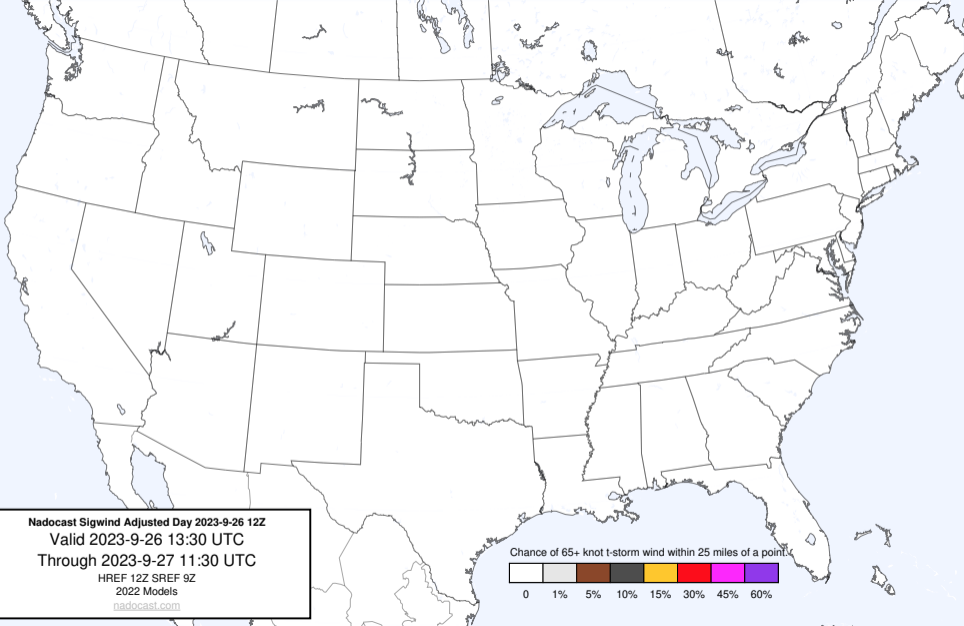 Nadocast Sigwind Adjusted Day 2023-9-26 12Z
Valid 2023-9-26 13:30 UTC
Through 2023-9-27 11:30 UTC
HREF 12Z SREF 9Z
2022 Models
nadocast.com
Chance of 65+ knot t-storm wind within 25 miles of a point.
0 1% 5% 10% 15% 30% 45% 60%